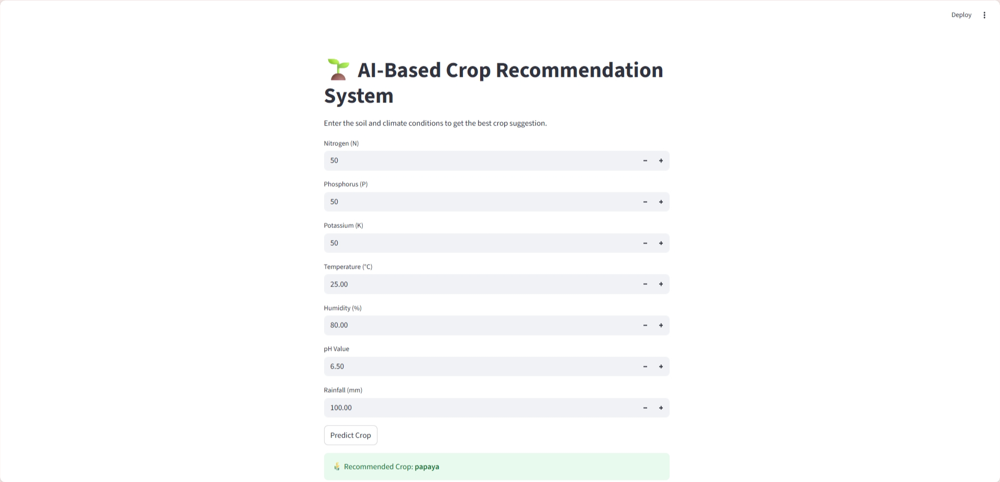 Deploy
AI-Based Crop Recommendation
System
Enter the soil and climate conditions to get the best crop suggestion.
Nitrogen (N)
50
Phosphorus (P)
50
Potassium (K)
50
Temperature (°C)
25.00
Humidity (%)
80.00
pH Value
6.50
Rainfall (mm)
100.00
Predict Crop
Recommended Crop: papaya